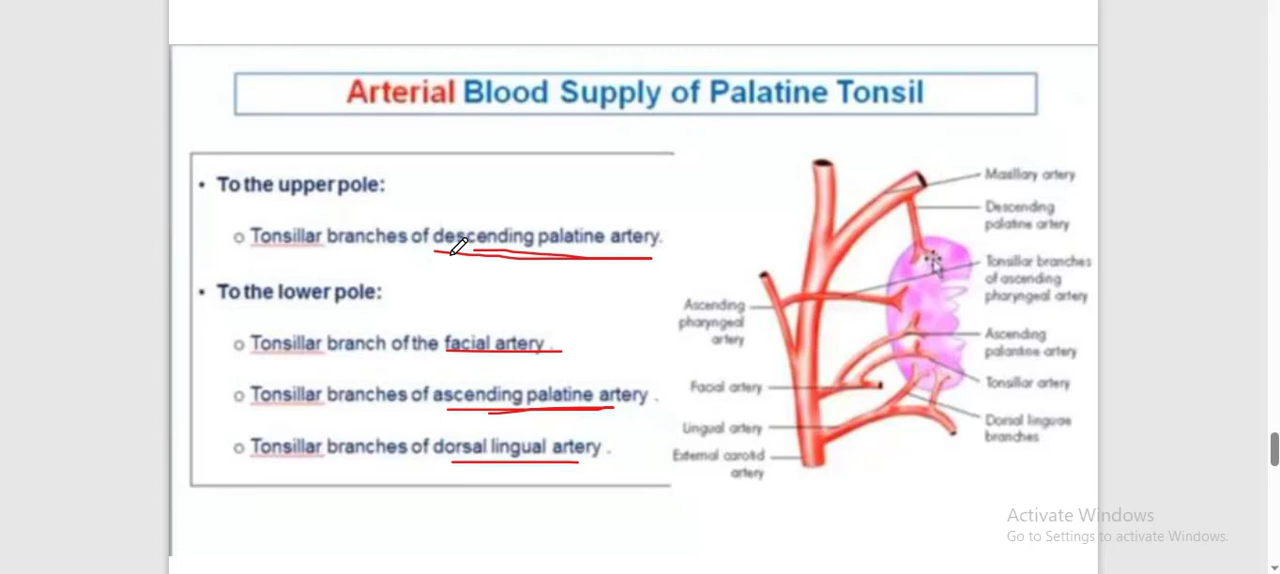 Arterial Blood Supply of Palatine Tonsil
• To the upper pole:
o Tonsillar branches of descending palatine artery.
• To the lower pole:
o Tonsillar branch of the facial artery .
o Tonsillar branches of ascending palatine artery .
o Tonsillar branches of dorsal lingual artery .
Maxillary artery
Descending
palatine artery
Tonsillar branches
of ascending
pharyngeal artery
Ascending
palantine artery
Tonsillar artery
Dorsal linguae
branches
Ascending
pharyngeal
artery
Facial artery
Lingual artery
External carotid
artery
Activate Windows
Go to Settings to activate Windows.